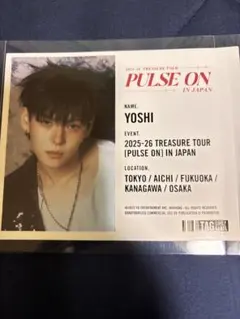 2025-26 TREASURE TOUR
PULSE ON
IN JAPAN
NAME.
YOSHI
EVENT.
2025-26 TREASURE TOUR
[PULSE ON] IN JAPAN
LOCATION.
TOKYO / AICHI / FUKUOKA /
KANAGAWA / OSAKA